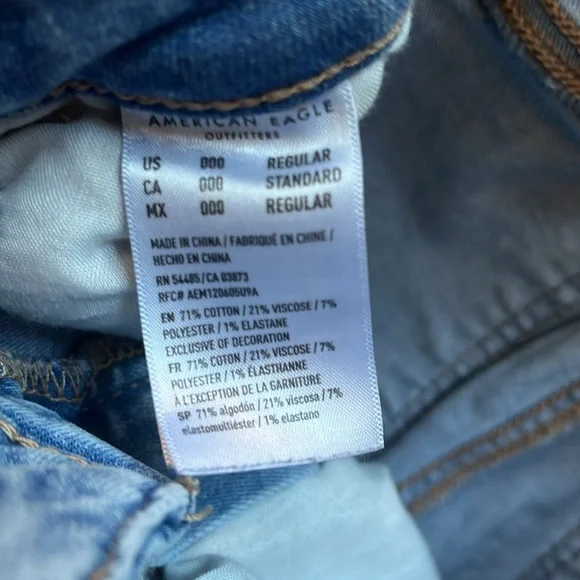 AMERICAN EAGLE
OUTFITTERS
US 000 REGULAR
CA 000 STANDARD
MX 000 REGULAR
MADE IN CHINA / FABRIQUÉ EN CHINE /
HECHO EN CHINA
RN 54485 / CA 03873
RFC# AEM120605U9A
EN 71% COTTON / 21% VISCOSE / 7%
POLYESTER / 1% ELASTANE
EXCLUSIVE OF DECORATION
FR 71% COTON / 21% VISCOSE / 7%
POLYESTER / 1% ÉLASTHANNE
À L'EXCEPTION DE LA GARNITURE
SP 71% algodón / 21% viscosa / 7%
elastomultiéster / 1% elastano